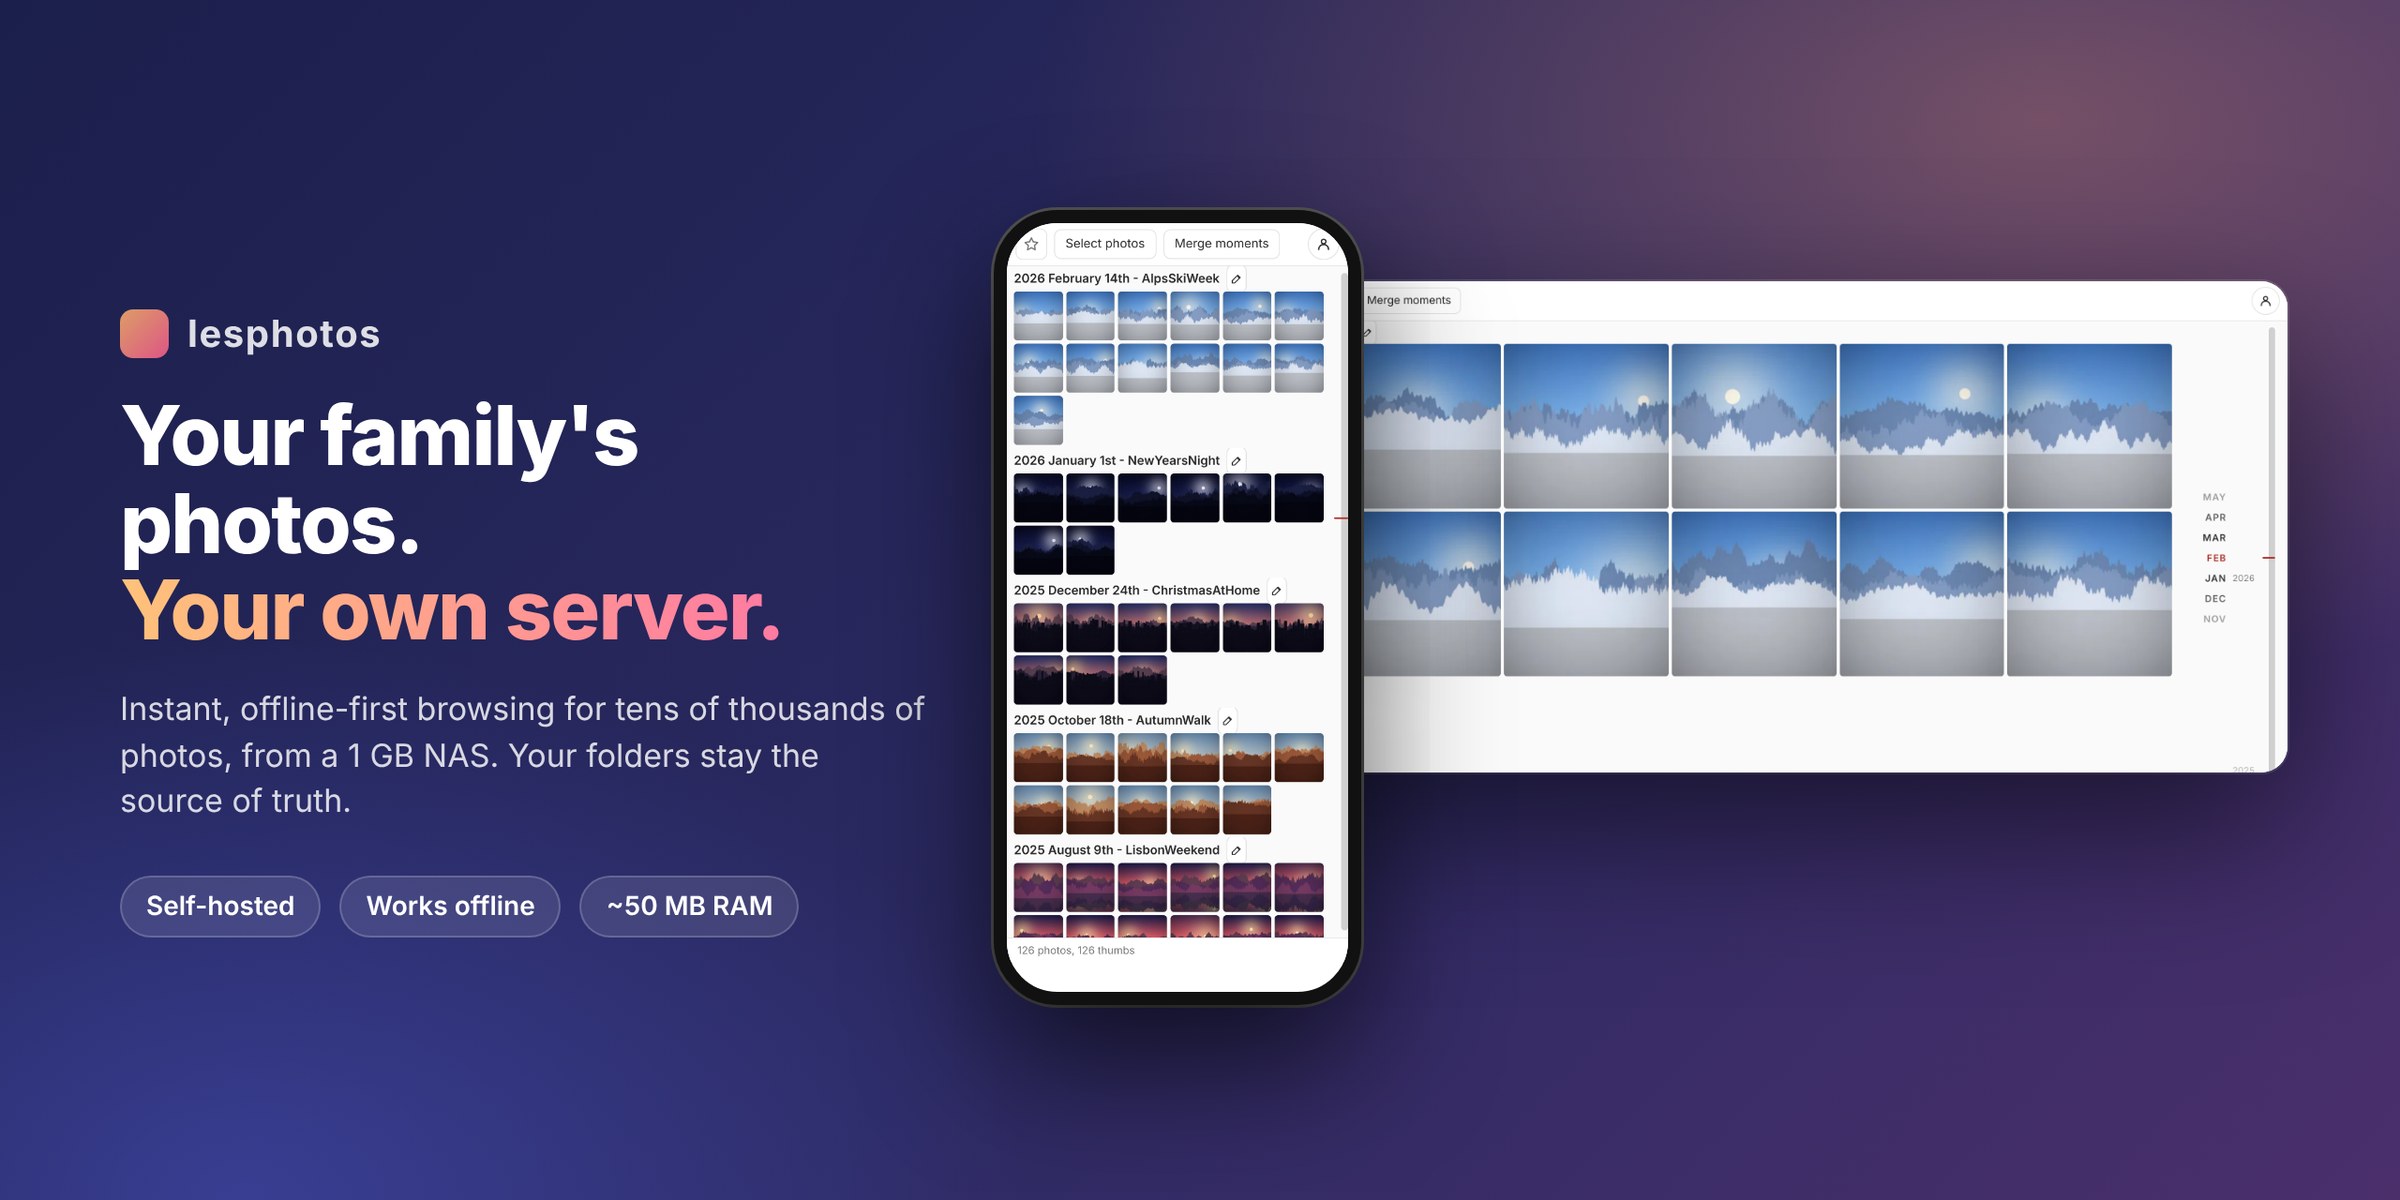 lesphotos
Your family's
photos.
Your own server.
Instant, offline-first browsing for tens of thousands of
photos, from a 1 GB NAS. Your folders stay the
source of truth.
Self-hosted
Works offline
~50 MB RAM
Select photos
Merge moments
2026 February 14th - AlpsSkiWeek
2026 January 1st - NewYearsNight
2025 December 24th - ChristmasAtHome
2025 October 18th - AutumnWalk
2025 August 9th - LisbonWeekend
126 photos, 126 thumbs
Merge moments
MAY
APR
MAR
FEB
JAN 2026
DEC
NOV
2025